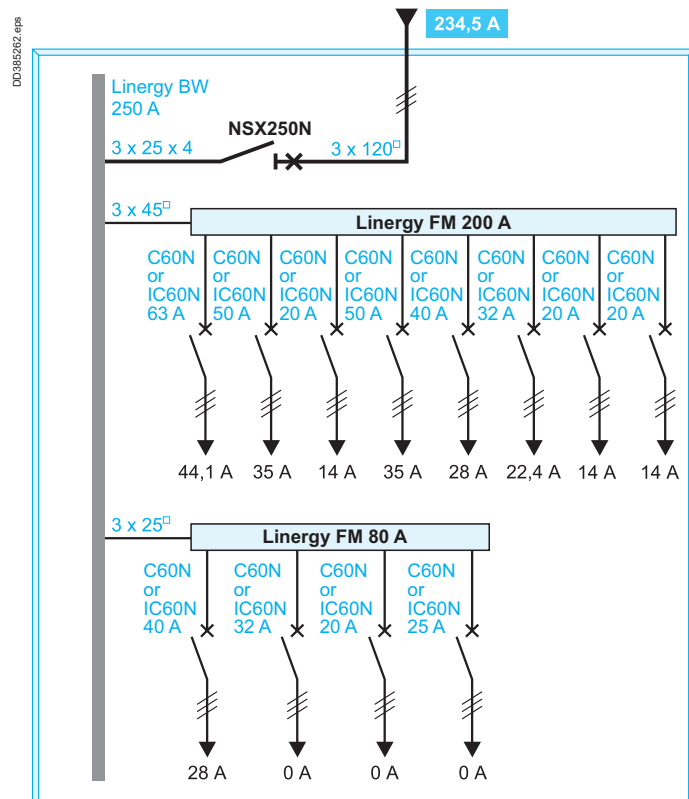 DD385262.eps
234,5 A
Linergy BW
250 A
NSX250N
3 x 25 x 4
3 x 120□
3 x 45□
Linergy FM 200 A
C60N C60N C60N C60N C60N C60N C60N C60N
or or or or or or or or
IC60N IC60N IC60N IC60N IC60N IC60N IC60N IC60N
63 A 50 A 20 A 50 A 40 A 32 A 20 A 20 A
44,1 A 35 A 14 A 35 A 28 A 22,4 A 14 A 14 A
3 x 25□
Linergy FM 80 A
C60N C60N C60N C60N
or or or or
IC60N IC60N IC60N IC60N
40 A 32 A 20 A 25 A
28 A 0 A 0 A 0 A